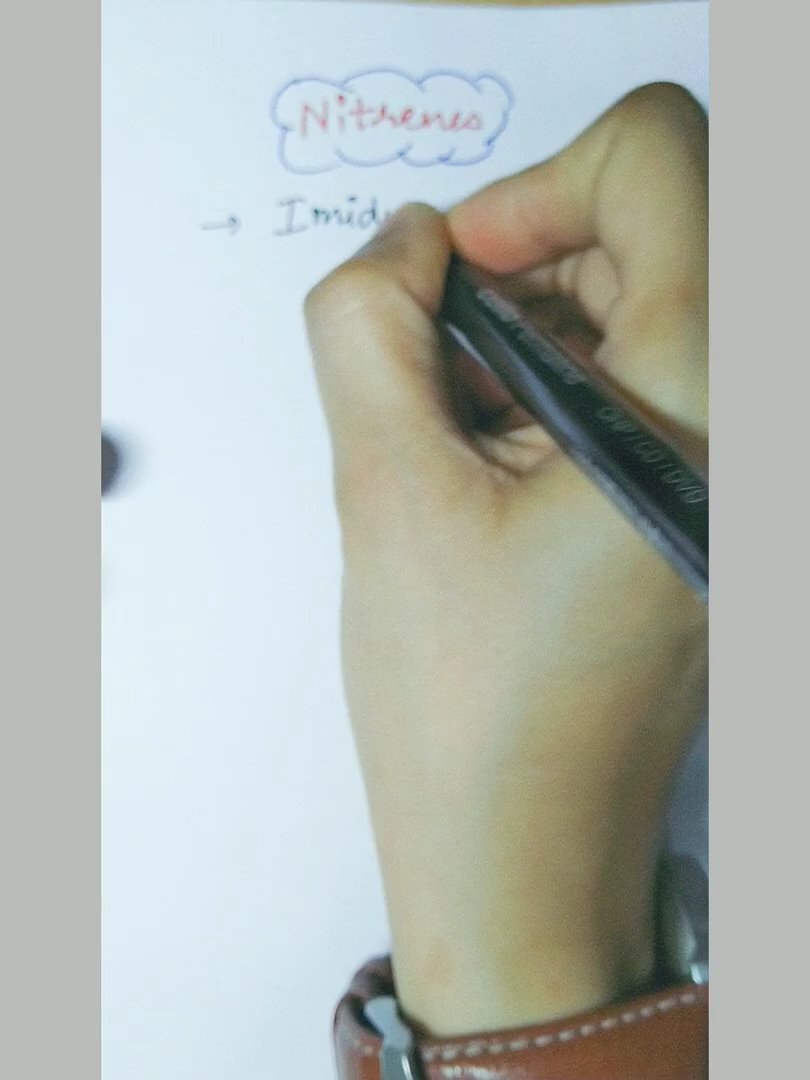 Nitrenes
→ Imid